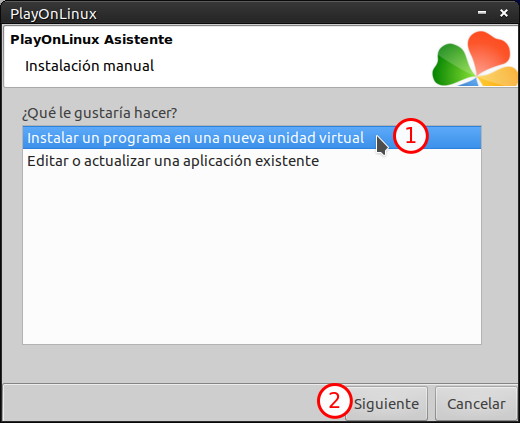 PlayOnLinux
PlayOnLinux Asistente
Instalación manual
¿Qué le gustaría hacer?
Instalar un programa en una nueva unidad virtual
1
Editar o actualizar una aplicación existente
2
Siguiente
Cancelar